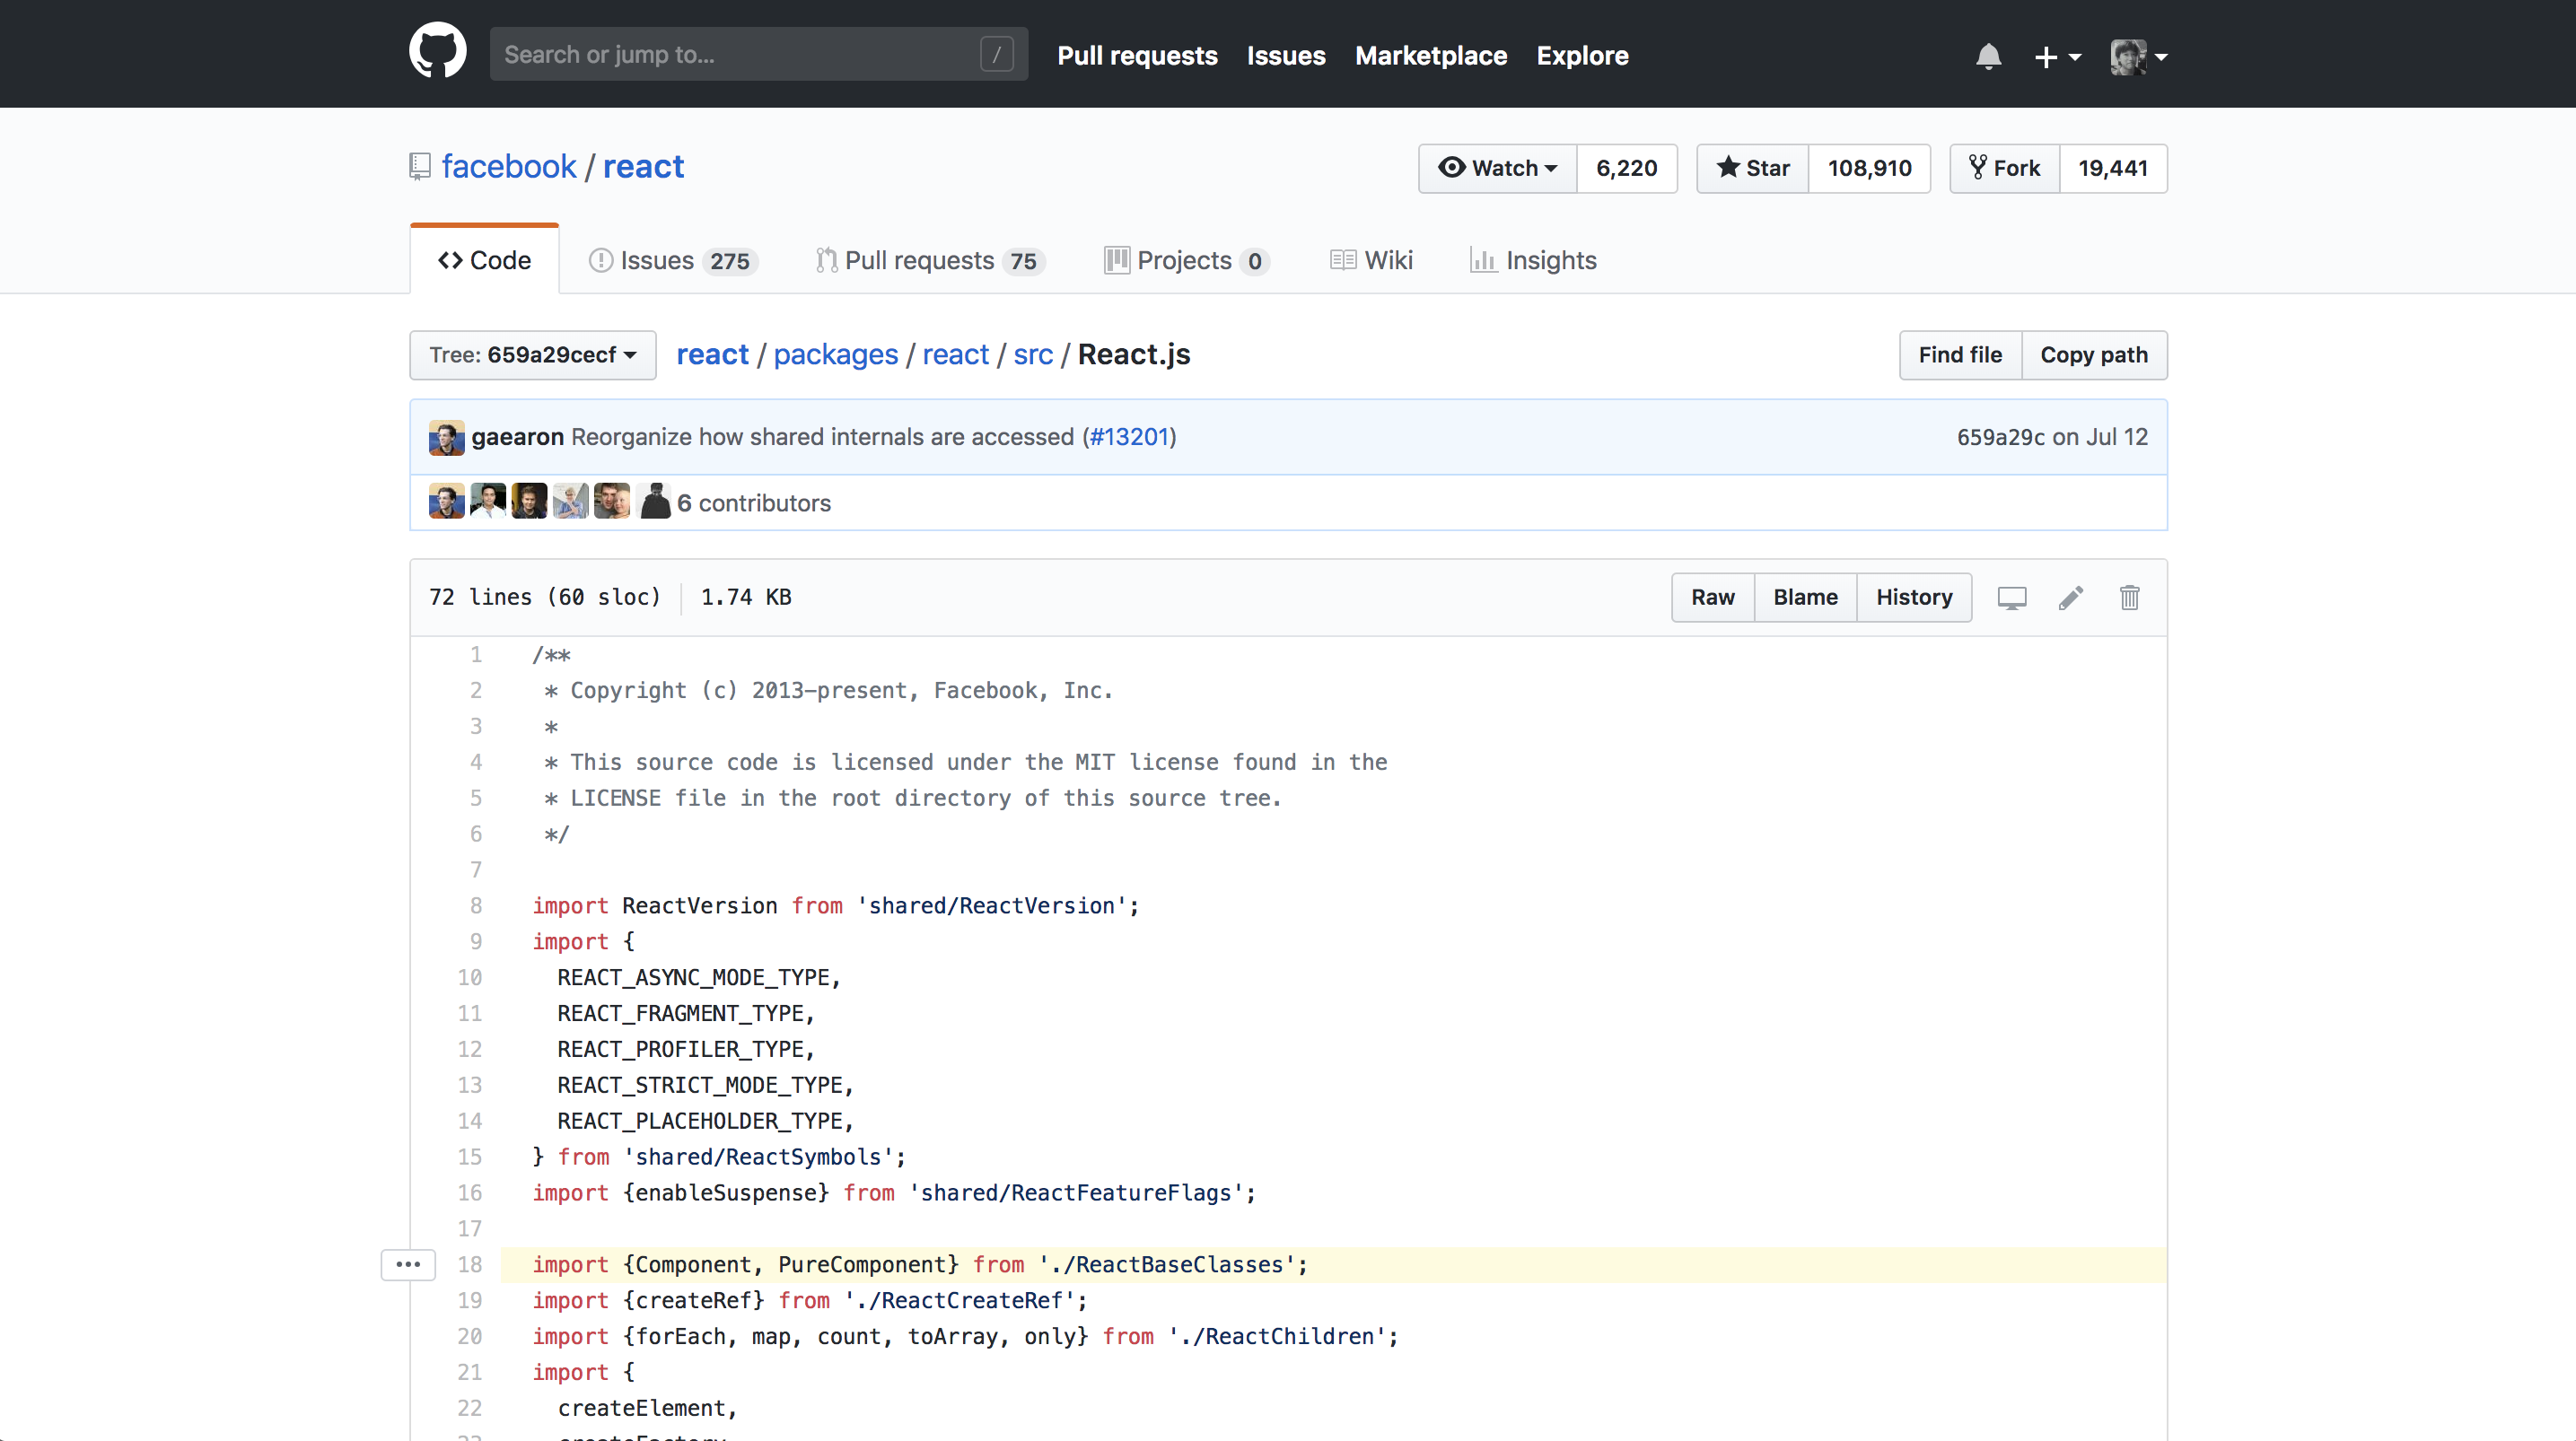 Search or jump to... /
Pull requests Issues Marketplace Explore
facebook / react
Watch 6,220 Star 108,910 Fork 19,441
Code Issues 275 Pull requests 75 Projects 0 Wiki Insights
Tree: 659a29cecf react / packages / react / src / React.js Find file Copy path
gaearon Reorganize how shared internals are accessed (#13201) 659a29c on Jul 12
6 contributors
72 lines (60 sloc) 1.74 KB Raw Blame History
1 /**
2  * Copyright (c) 2013-present, Facebook, Inc.
3  *
4  * This source code is licensed under the MIT license found in the
5  * LICENSE file in the root directory of this source tree.
6  */
7
8 import ReactVersion from 'shared/ReactVersion';
9 import {
10   REACT_ASYNC_MODE_TYPE,
11   REACT_FRAGMENT_TYPE,
12   REACT_PROFILER_TYPE,
13   REACT_STRICT_MODE_TYPE,
14   REACT_PLACEHOLDER_TYPE,
15 } from 'shared/ReactSymbols';
16 import {enableSuspense} from 'shared/ReactFeatureFlags';
17
18 import {Component, PureComponent} from './ReactBaseClasses';
19 import {createRef} from './ReactCreateRef';
20 import {forEach, map, count, toArray, only} from './ReactChildren';
21 import {
22   createElement,